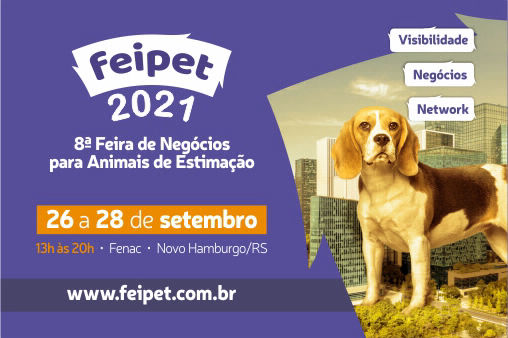 feipet
2021
8ª Feira de Negócios
para Animais de Estimação
26 a 28 de setembro
13h às 20h • Fenac • Novo Hamburgo/RS
www.feipet.com.br
Visibilidade
Negócios
Network